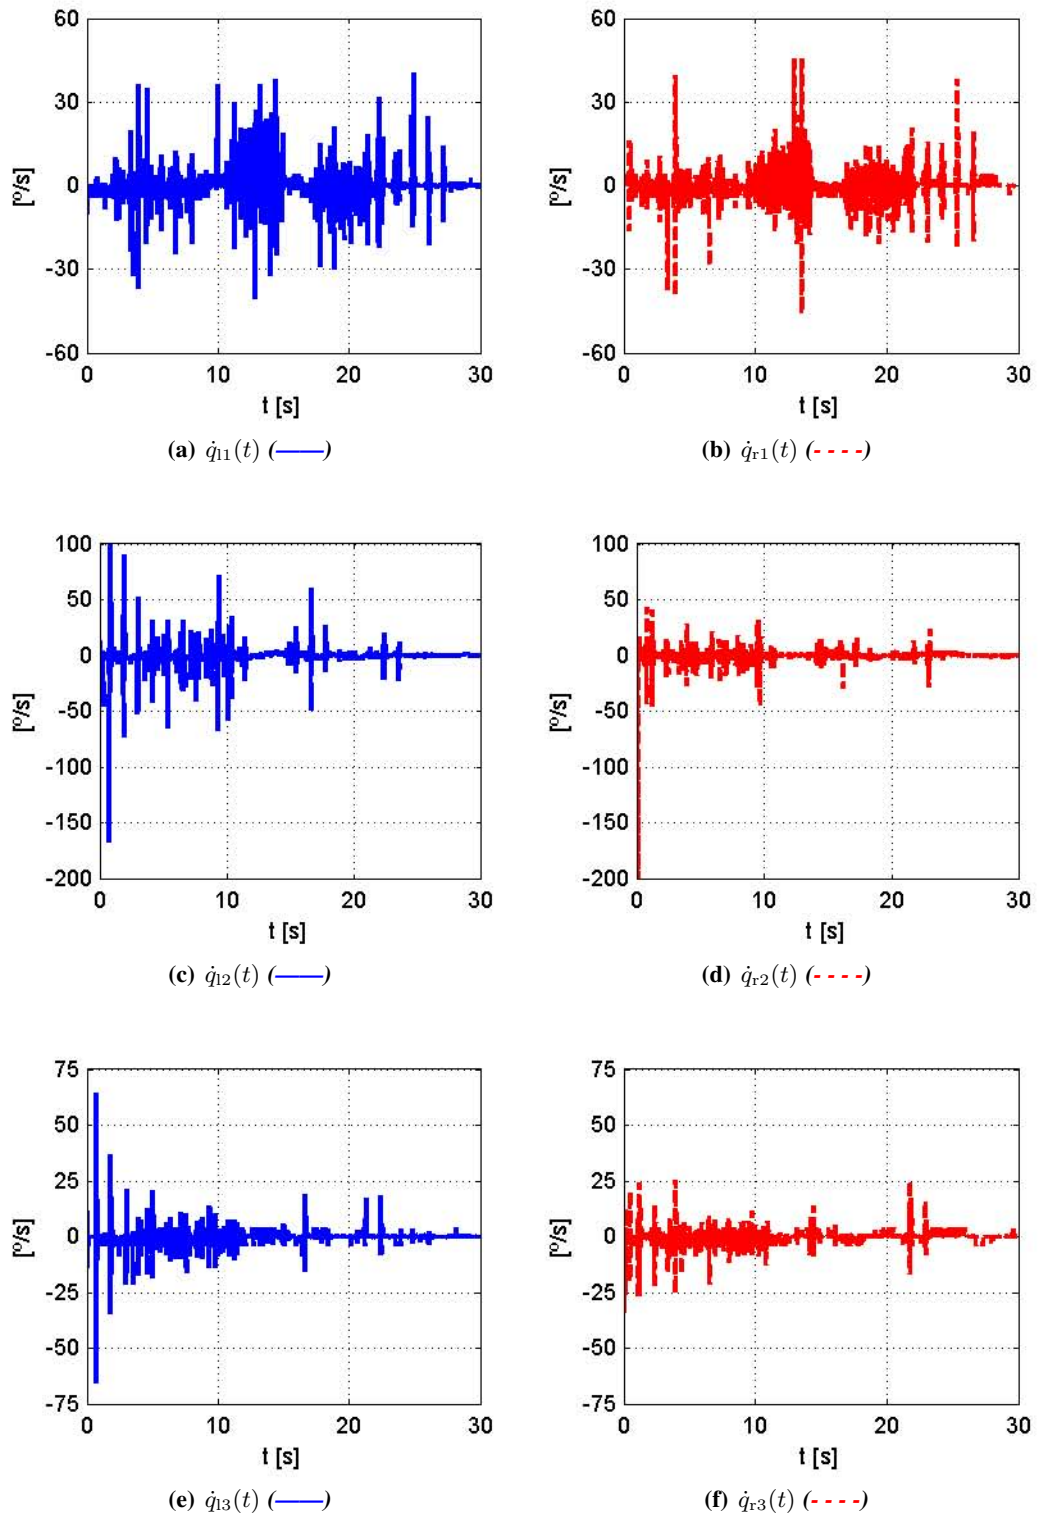 60
30
0
-30
-60
[º/s]
0 10 20 30
t [s]
(a) q̇l1(t) (——)
60
30
0
-30
-60
[º/s]
0 10 20 30
t [s]
(b) q̇r1(t) (- - - -)
100
50
0
-50
-100
-150
-200
[º/s]
0 10 20 30
t [s]
(c) q̇l2(t) (——)
100
50
0
-50
-100
-150
-200
[º/s]
0 10 20 30
t [s]
(d) q̇r2(t) (- - - -)
75
50
25
0
-25
-50
-75
[º/s]
0 10 20 30
t [s]
(e) q̇l3(t) (——)
75
50
25
0
-25
-50
-75
[º/s]
0 10 20 30
t [s]
(f) q̇r3(t) (- - - -)